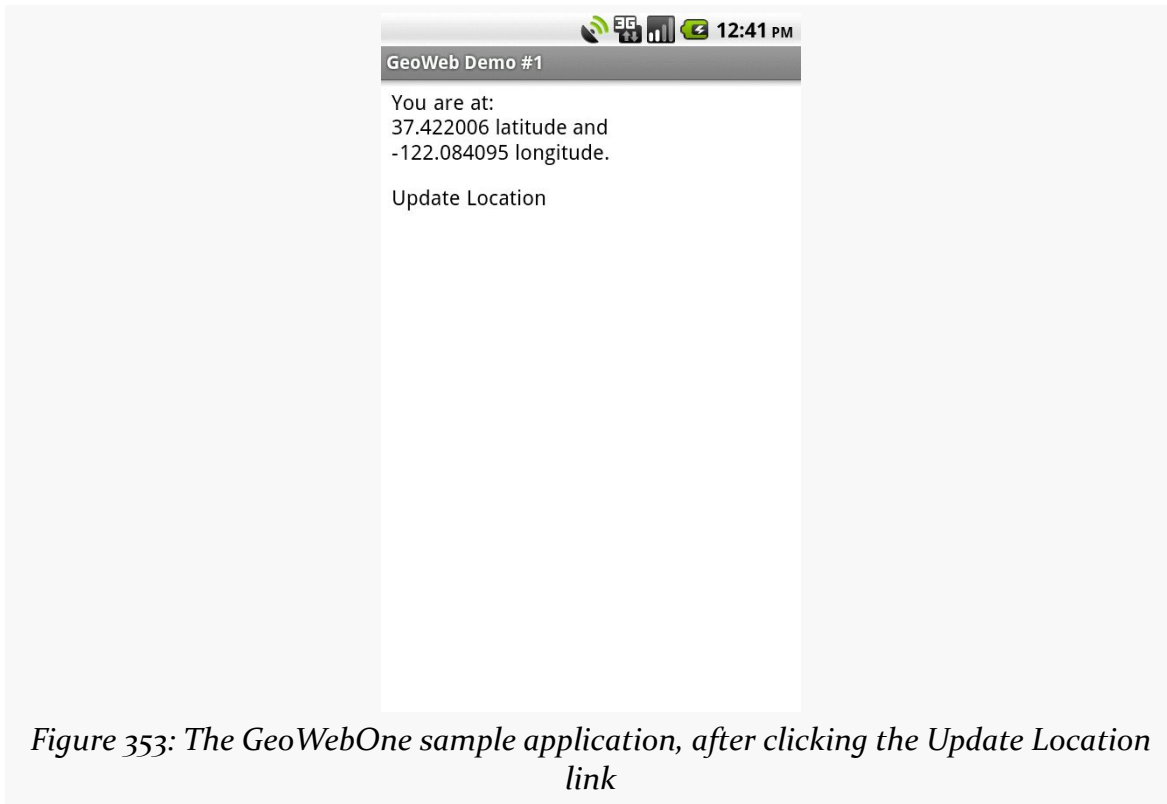 3G 12:41 PM
GeoWeb Demo #1
You are at:
37.422006 latitude and
-122.084095 longitude.
Update Location
Figure 353: The GeoWebOne sample application, after clicking the Update Location
link